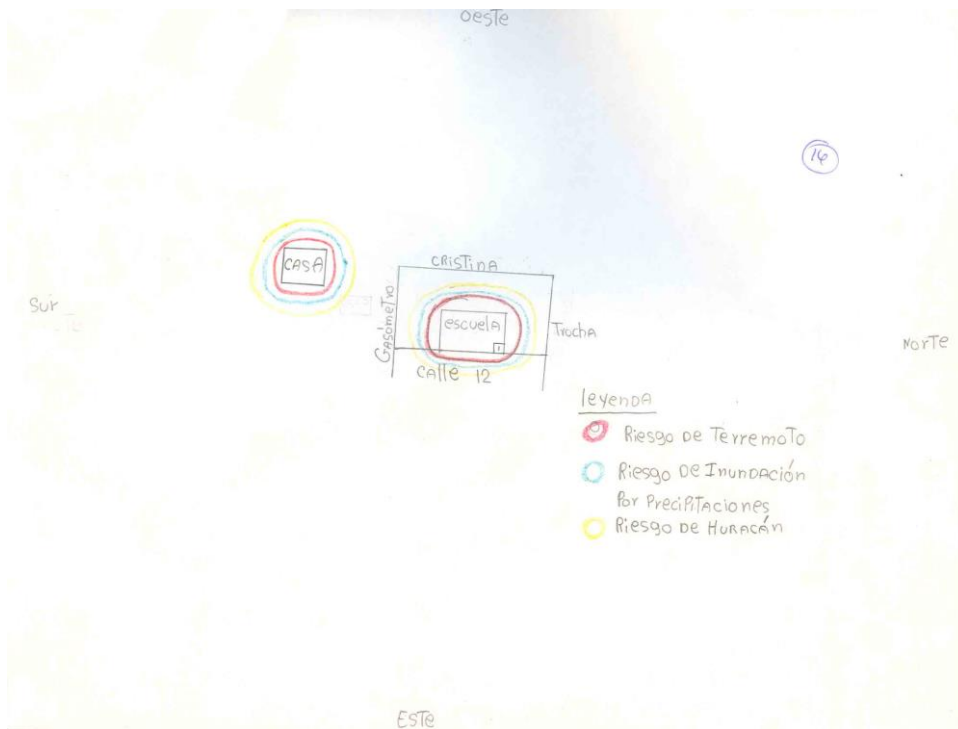 oeste
16
CASA
CRISTINA
Sur
Gasómetro
escuela
Trocha
Norte
CAlle 12
leyenDA
Riesgo De Terremoto
Riesgo De InunDAción
Por PreciPiTAciones
Riesgo De HuRAcán
ESTe